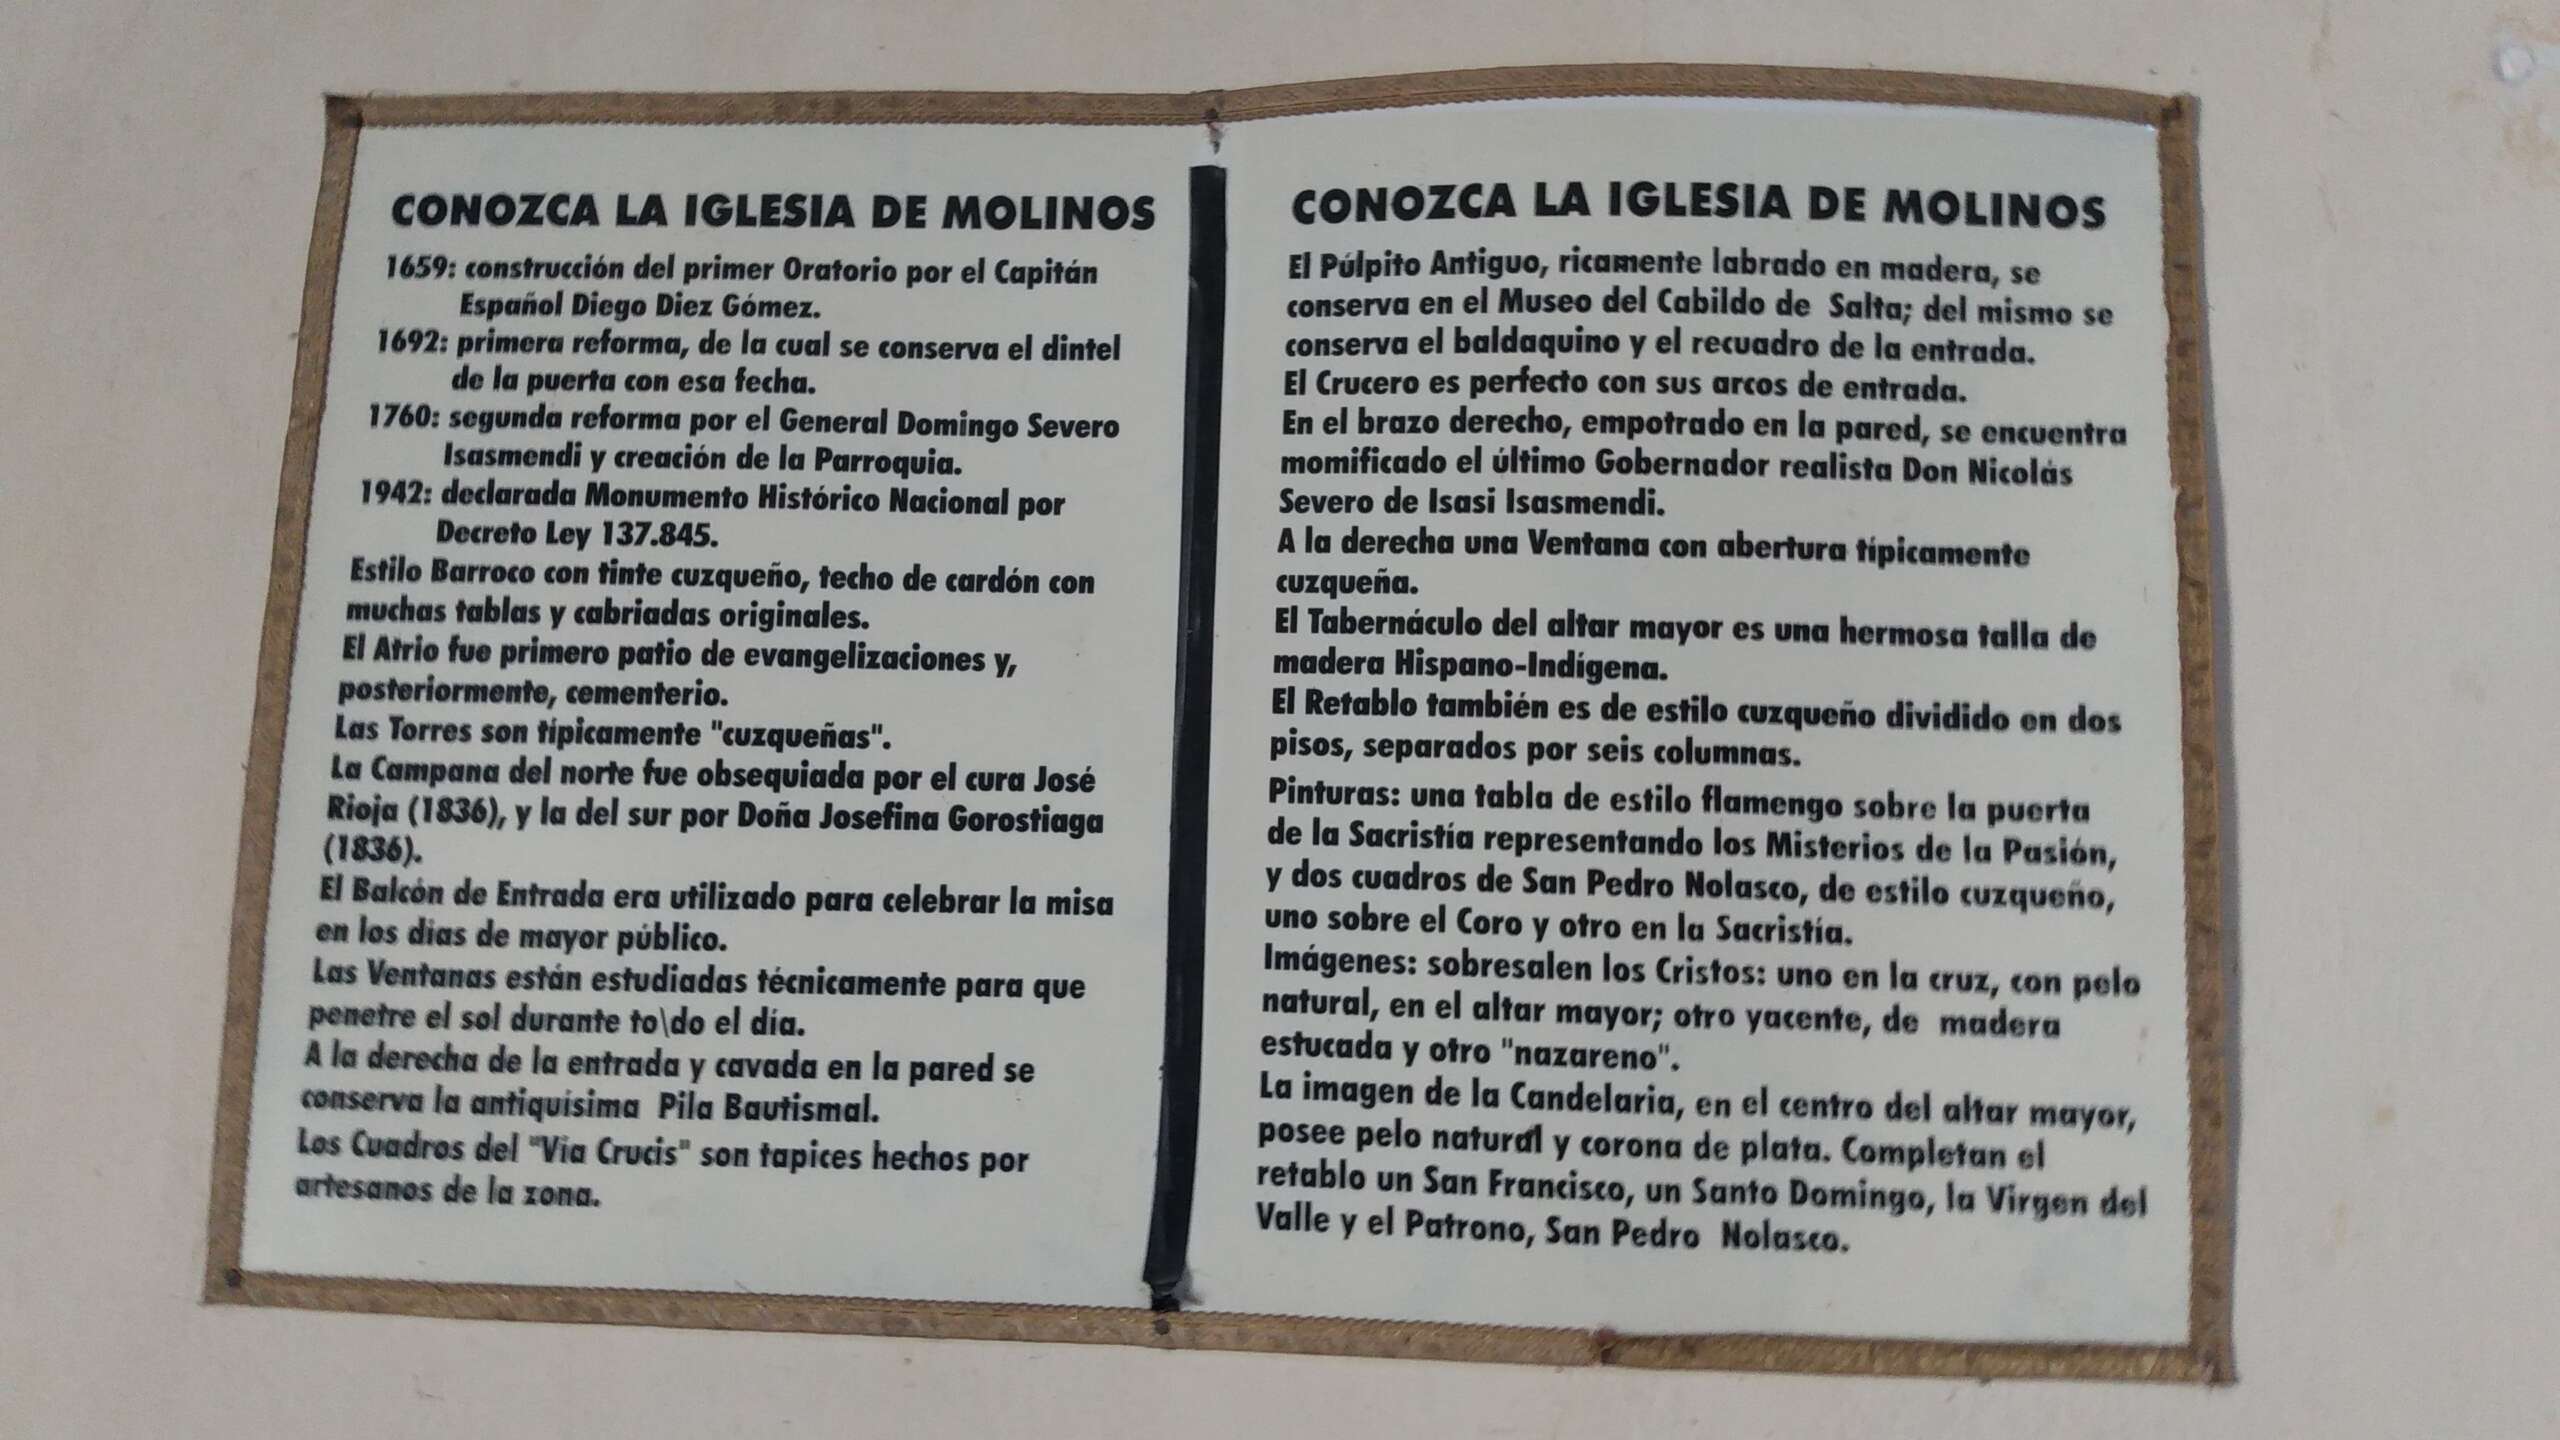 CONOZCA LA IGLESIA DE MOLINOS
1659: construcción del primer Oratorio por el Capitán
Español Diego Diez Gómez.
1692: primera reforma, de la cual se conserva el dintel
de la puerta con esa fecha.
1760: segunda reforma por el General Domingo Severo
Isasmendi y creación de la Parroquia.
1942: declarada Monumento Histórico Nacional por
Decreto Ley 137.845.
Estilo Barroco con tinte cuzqueño, techo de cardón con
muchas tablas y cabriadas originales.
El Atrio fue primero patio de evangelizaciones y,
posteriormente, cementerio.
Las Torres son típicamente "cuzqueñas".
La Campana del norte fue obsequiada por el cura José
Rioja (1836), y la del sur por Doña Josefina Gorostiaga
(1836).
El Balcón de Entrada era utilizado para celebrar la misa
en los dias de mayor público.
Las Ventanas están estudiadas técnicamente para que
penetre el sol durante to\do el día.
A la derecha de la entrada y cavada en la pared se
conserva la antiquísima Pila Bautismal.
Los Cuadros del "Vía Crucis" son tapices hechos por
artesanos de la zona.
CONOZCA LA IGLESIA DE MOLINOS
El Púlpito Antiguo, ricamente labrado en madera, se
conserva en el Museo del Cabildo de Salta; del mismo se
conserva el baldaquino y el recuadro de la entrada.
El Crucero es perfecto con sus arcos de entrada.
En el brazo derecho, empotrado en la pared, se encuentra
momificado el último Gobernador realista Don Nicolás
Severo de Isasi Isasmendi.
A la derecha una Ventana con abertura típicamente
cuzqueña.
El Tabernáculo del altar mayor es una hermosa talla de
madera Hispano-Indígena.
El Retablo también es de estilo cuzqueño dividido en dos
pisos, separados por seis columnas.
Pinturas: una tabla de estilo flamengo sobre la puerta
de la Sacristía representando los Misterios de la Pasión,
y dos cuadros de San Pedro Nolasco, de estilo cuzqueño,
uno sobre el Coro y otro en la Sacristía.
Imágenes: sobresalen los Cristos: uno en la cruz, con pelo
natural, en el altar mayor; otro yacente, de madera
estucada y otro "nazareno".
La imagen de la Candelaria, en el centro del altar mayor,
posee pelo natural y corona de plata. Completan el
retablo un San Francisco, un Santo Domingo, la Virgen del
Valle y el Patrono, San Pedro Nolasco.